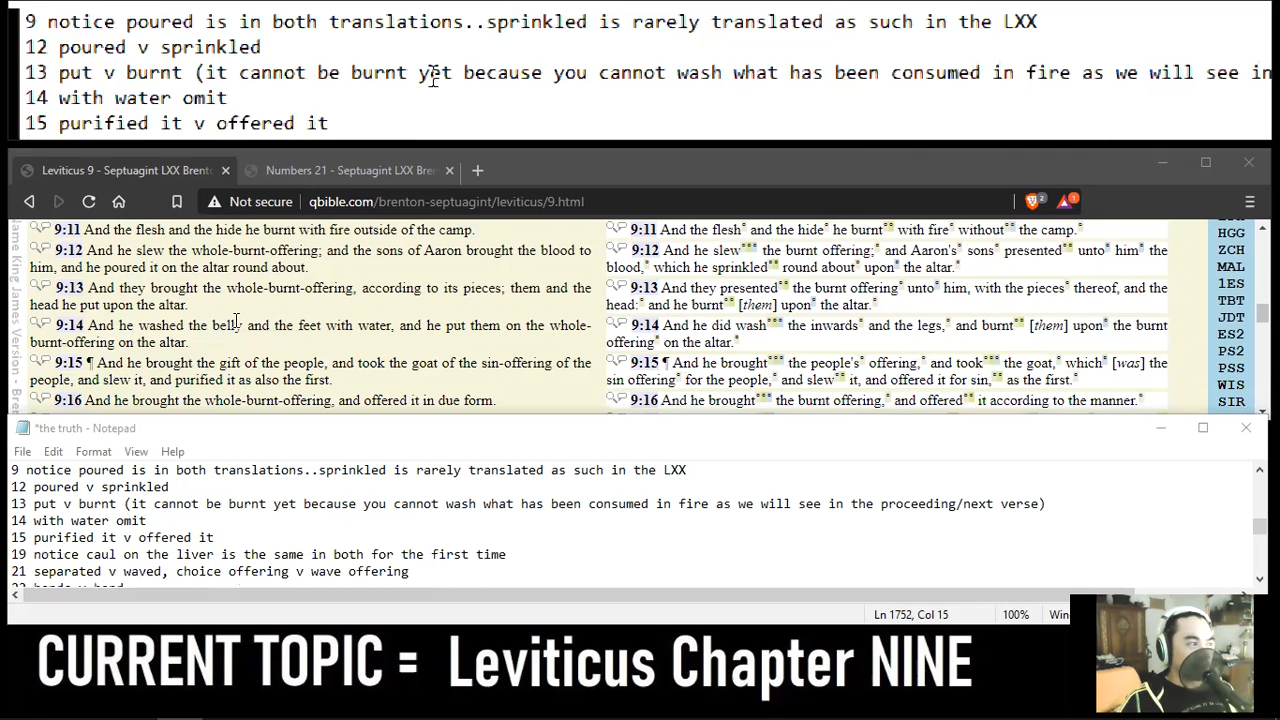 9 notice poured is in both translations..sprinkled is rarely translated as such in the LXX
12 poured v sprinkled
13 put v burnt (it cannot be burnt yet because you cannot wash what has been consumed in fire as we will see in
14 with water omit
15 purified it v offered it
Leviticus 9 - Septuagint LXX Brent
Numbers 21 - Septuagint LXX Bren
Not secure qbible.com/brenton-septuagint/leviticus/9.html
2 1
James King James Version - Bren
9:11 And the flesh and the hide he burnt with fire outside of the camp.
9:12 And he slew the whole-burnt-offering; and the sons of Aaron brought the blood to
him, and he poured it on the altar round about.
9:13 And they brought the whole-burnt-offering, according to its pieces; them and the
head he put upon the altar.
9:14 And he washed the belly and the feet with water, and he put them on the whole-
burnt-offering on the altar.
9:15 ¶ And he brought the gift of the people, and took the goat of the sin-offering of the
people, and slew it, and purified it as also the first.
9:16 And he brought the whole-burnt-offering, and offered it in due form.
9:11 And the flesh and the hide he burnt with fire without the camp.
9:12 And he slew the burnt offering; and Aaron's sons presented unto him the
blood, which he sprinkled round about upon the altar.
9:13 And they presented the burnt offering unto him, with the pieces thereof, and the
head: and he burnt [them] upon the altar.
9:14 And he did wash the inwards and the legs, and burnt [them] upon the burnt
offering on the altar.
9:15 ¶ And he brought the people's offering, and took the goat, which [was] the
sin offering for the people, and slew it, and offered it for sin, as the first.
9:16 And he brought the burnt offering, and offered it according to the manner.
HGG
ZCH
MAL
1ES
TBT
JDT
ES2
PS2
PSS
WIS
SIR
*the truth - Notepad
File Edit Format View Help
9 notice poured is in both translations..sprinkled is rarely translated as such in the LXX
12 poured v sprinkled
13 put v burnt (it cannot be burnt yet because you cannot wash what has been consumed in fire as we will see in the proceeding/next verse)
14 with water omit
15 purified it v offered it
19 notice caul on the liver is the same in both for the first time
21 separated v waved, choice offering v wave offering
Ln 1752, Col 15 100% Win
CURRENT TOPIC = Leviticus Chapter NINE